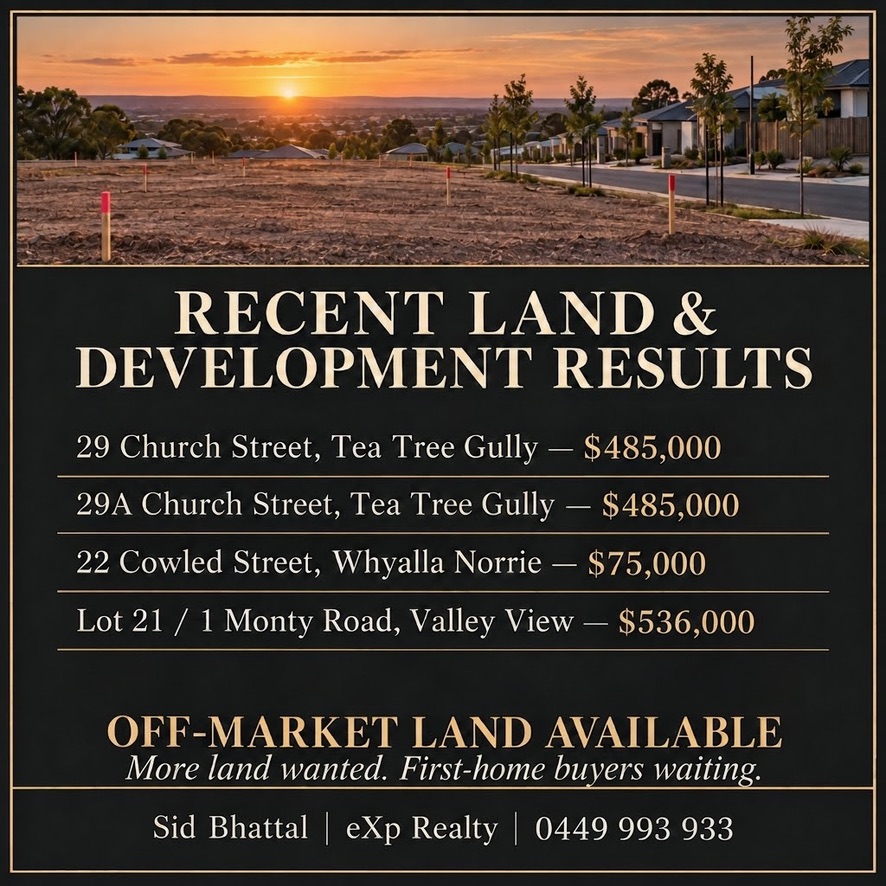 RECENT LAND &
DEVELOPMENT RESULTS
29 Church Street, Tea Tree Gully — $485,000
29A Church Street, Tea Tree Gully — $485,000
22 Cowled Street, Whyalla Norrie — $75,000
Lot 21 / 1 Monty Road, Valley View — $536,000
OFF-MARKET LAND AVAILABLE
More land wanted. First-home buyers waiting.
Sid Bhattal | eXp Realty | 0449 993 933